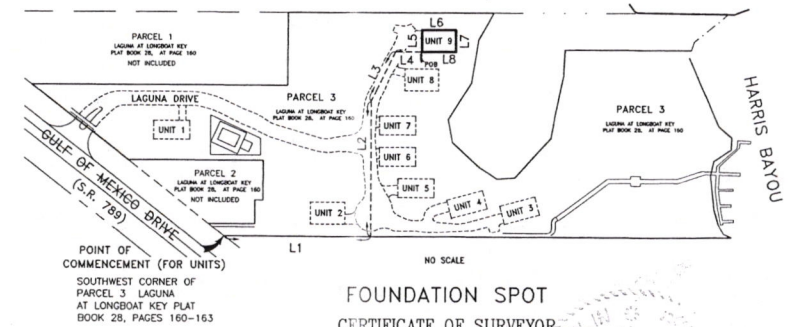 PARCEL 1
LAGUNA AT LONGBOAT KEY
PLAT BOOK 28, AT PAGE 160
NOT INCLUDED
L6
L5
UNIT 9
L7
L4
POB
L8
L3
UNIT 8
LAGUNA DRIVE
PARCEL 3
LAGUNA AT LONGBOAT KEY
PLAT BOOK 28, AT PAGE 160
PARCEL 3
LAGUNA AT LONGBOAT KEY
PLAT BOOK 28, AT PAGE 160
HARRIS BAYOU
UNIT 1
UNIT 7
L2
UNIT 6
GULF OF MEXICO DRIVE
(S.R. 789)
PARCEL 2
LAGUNA AT LONGBOAT KEY
PLAT BOOK 28, AT PAGE 160
NOT INCLUDED
UNIT 5
UNIT 4
UNIT 3
UNIT 2
L1
POINT OF
COMMENCEMENT (FOR UNITS)
SOUTHWEST CORNER OF
PARCEL 3 LAGUNA
AT LONGBOAT KEY PLAT
BOOK 28, PAGES 160-163
NO SCALE
FOUNDATION SPOT
CERTIFICATE OF SURVEYOR